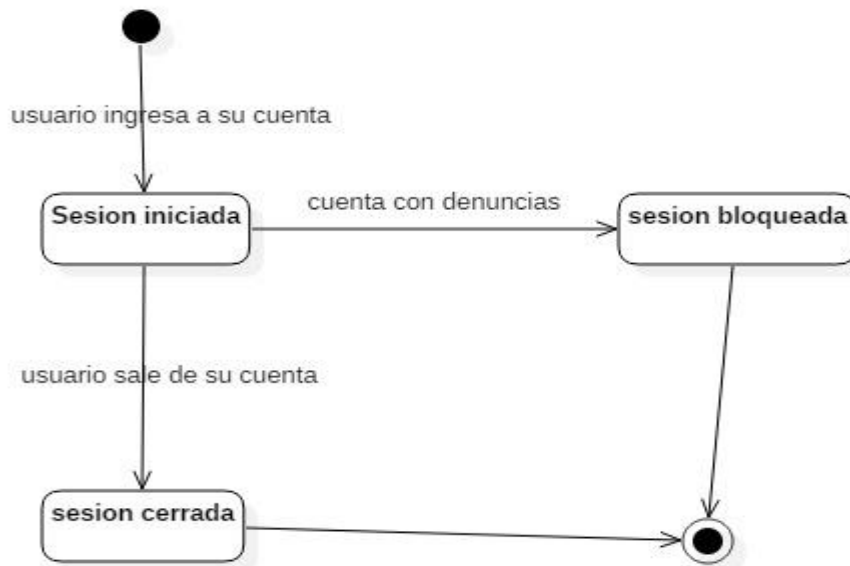 usuario ingresa a su cuenta
Sesion iniciada
cuenta con denuncias
sesion bloqueada
usuario sale de su cuenta
sesion cerrada